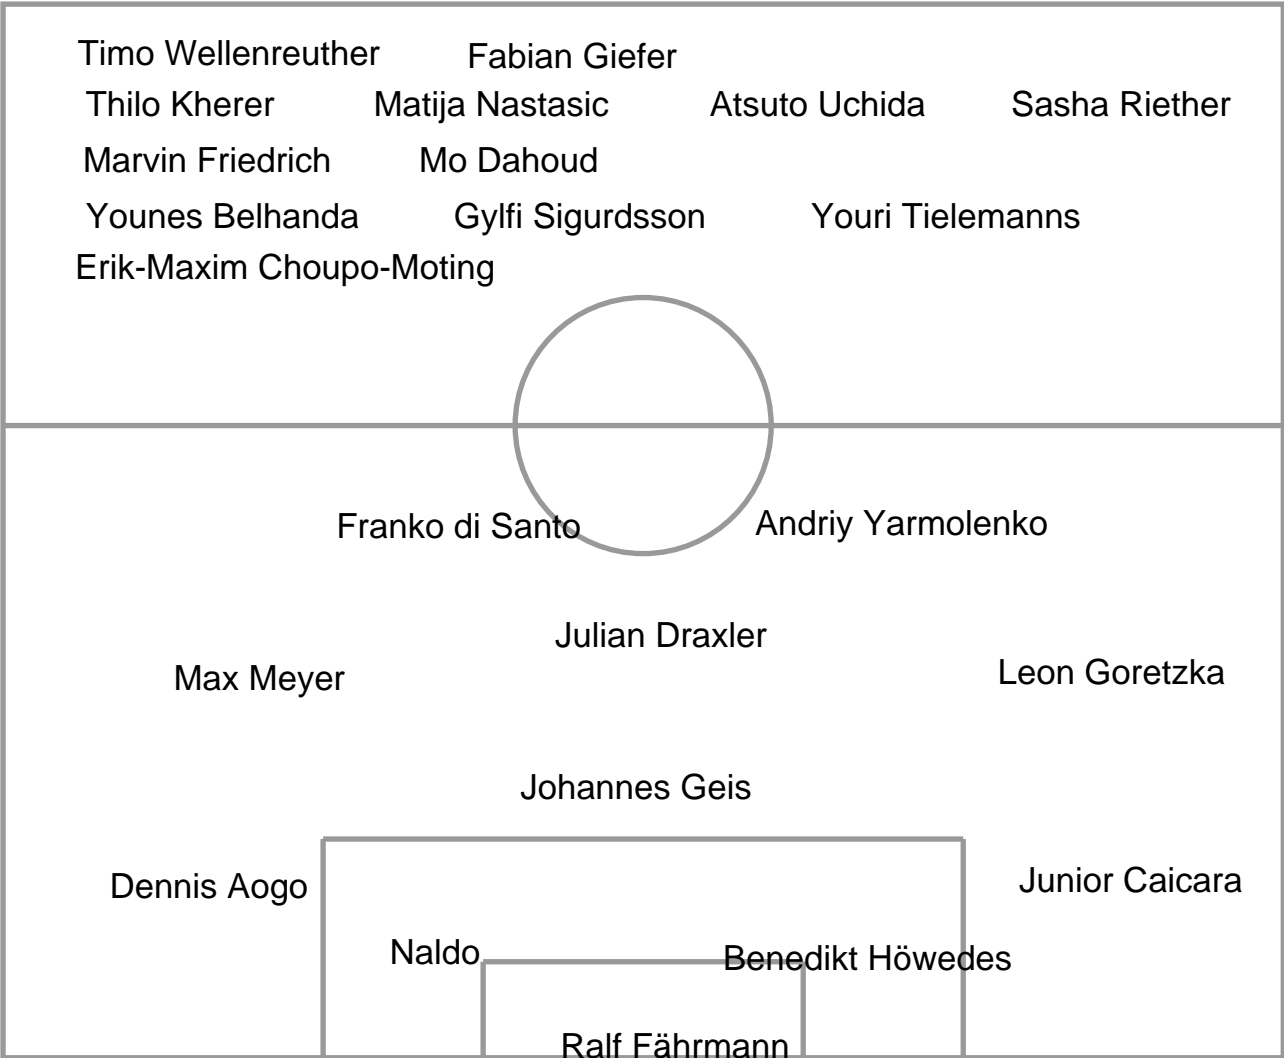 Timo Wellenreuther Fabian Giefer
Thilo Kherer Matija Nastasic Atsuto Uchida Sasha Riether
Marvin Friedrich Mo Dahoud
Younes Belhanda Gylfi Sigurdsson Youri Tielemanns
Erik-Maxim Choupo-Moting
Franko di Santo Andriy Yarmolenko
Julian Draxler
Max Meyer Leon Goretzka
Johannes Geis
Dennis Aogo Junior Caicara
Naldo Benedikt Höwedes
Ralf Fährmann